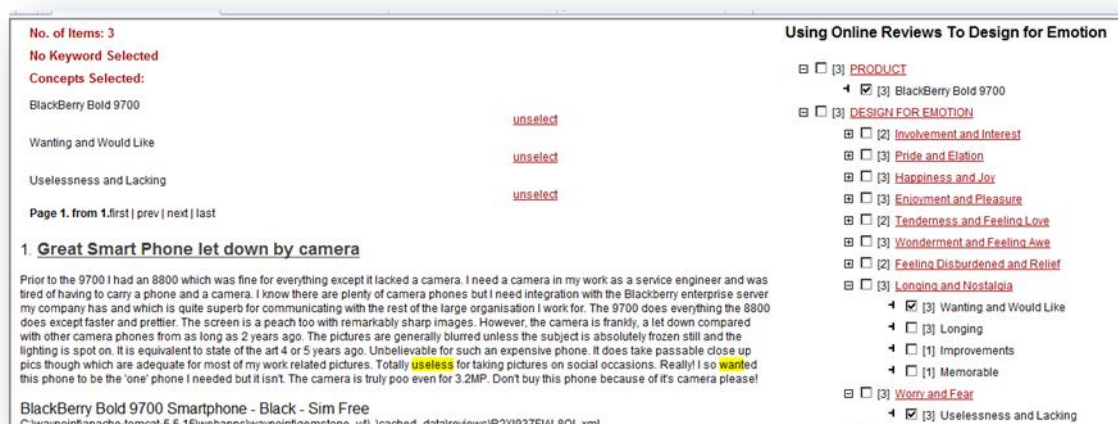 No. of Items: 3
No Keyword Selected
Concepts Selected:
BlackBerry Bold 9700
unselect
Wanting and Would Like
unselect
Uselessness and Lacking
unselect
Page 1. from 1.first | prev | next | last
1. Great Smart Phone let down by camera
Prior to the 9700 I had an 8800 which was fine for everything except it lacked a camera. I need a camera in my work as a service engineer and was
tired of having to carry a phone and a camera. I know there are plenty of camera phones but I need integration with the Blackberry enterprise server
my company has and which is quite superb for communicating with the rest of the large organisation I work for. The 9700 does everything the 8800
does except faster and prettier. The screen is a peach too with remarkably sharp images. However, the camera is frankly, a let down compared
with other camera phones from as long as 2 years ago. The pictures are generally blurred unless the subject is absolutely frozen still and the
lighting is spot on. It is equivalent to state of the art 4 or 5 years ago. Unbelievable for such an expensive phone. It does take passable close up
pics though which are adequate for most of my work related pictures. Totally useless for taking pictures on social occasions. Really! I so wanted
this phone to be the 'one' phone I needed but it isn't. The camera is truly poo even for 3.2MP. Don't buy this phone because of it's camera please!
BlackBerry Bold 9700 Smartphone - Black - Sim Free
Using Online Reviews To Design for Emotion
[3] PRODUCT
[3] BlackBerry Bold 9700
[3] DESIGN FOR EMOTION
[2] Involvement and Interest
[3] Pride and Elation
[3] Happiness and Joy
[3] Enjoyment and Pleasure
[2] Tenderness and Feeling Love
[3] Wonderment and Feeling Awe
[2] Feeling Disburdened and Relief
[3] Longing and Nostalgia
[3] Wanting and Would Like
[3] Longing
[1] Improvements
[1] Memorable
[3] Worry and Fear
[3] Uselessness and Lacking